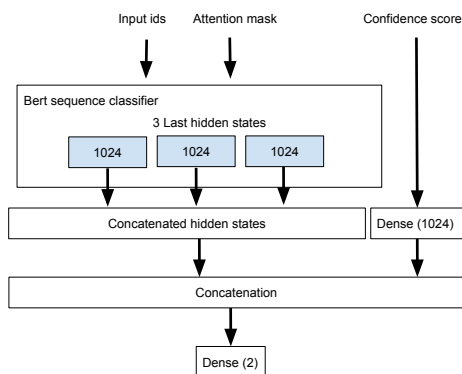 Input ids
Attention mask
Confidence score
Bert sequence classifier
3 Last hidden states
1024
1024
1024
Concatenated hidden states
Dense (1024)
Concatenation
Dense (2)